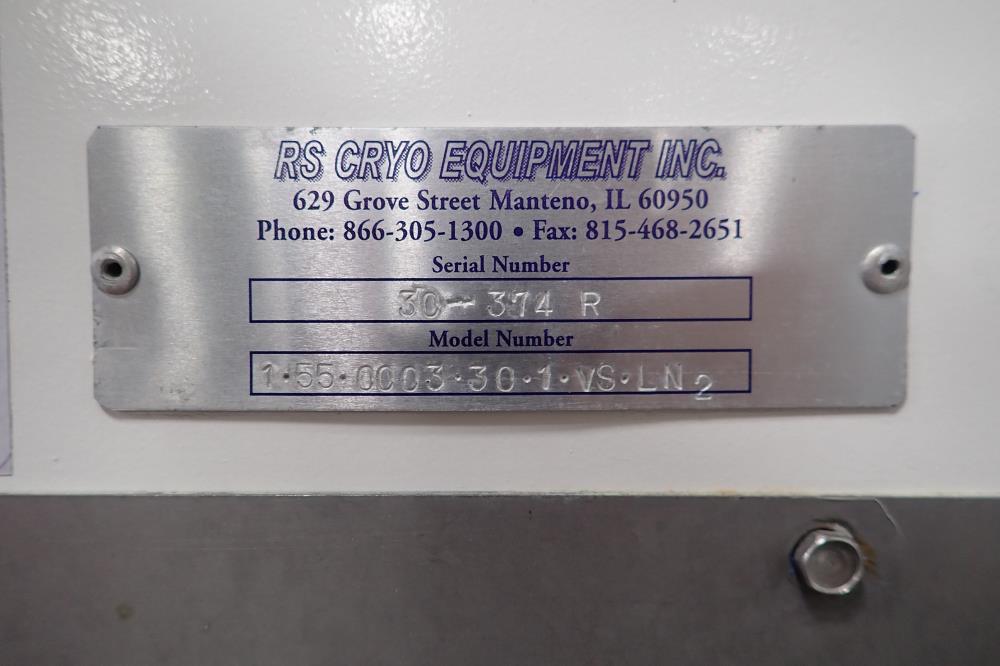 RS CRYO EQUIPMENT INC.
629 Grove Street Manteno, IL 60950
Phone: 866-305-1300 • Fax: 815-468-2651
Serial Number
30-374 R
Model Number
1·55·0003·30·1·VS·LN₂